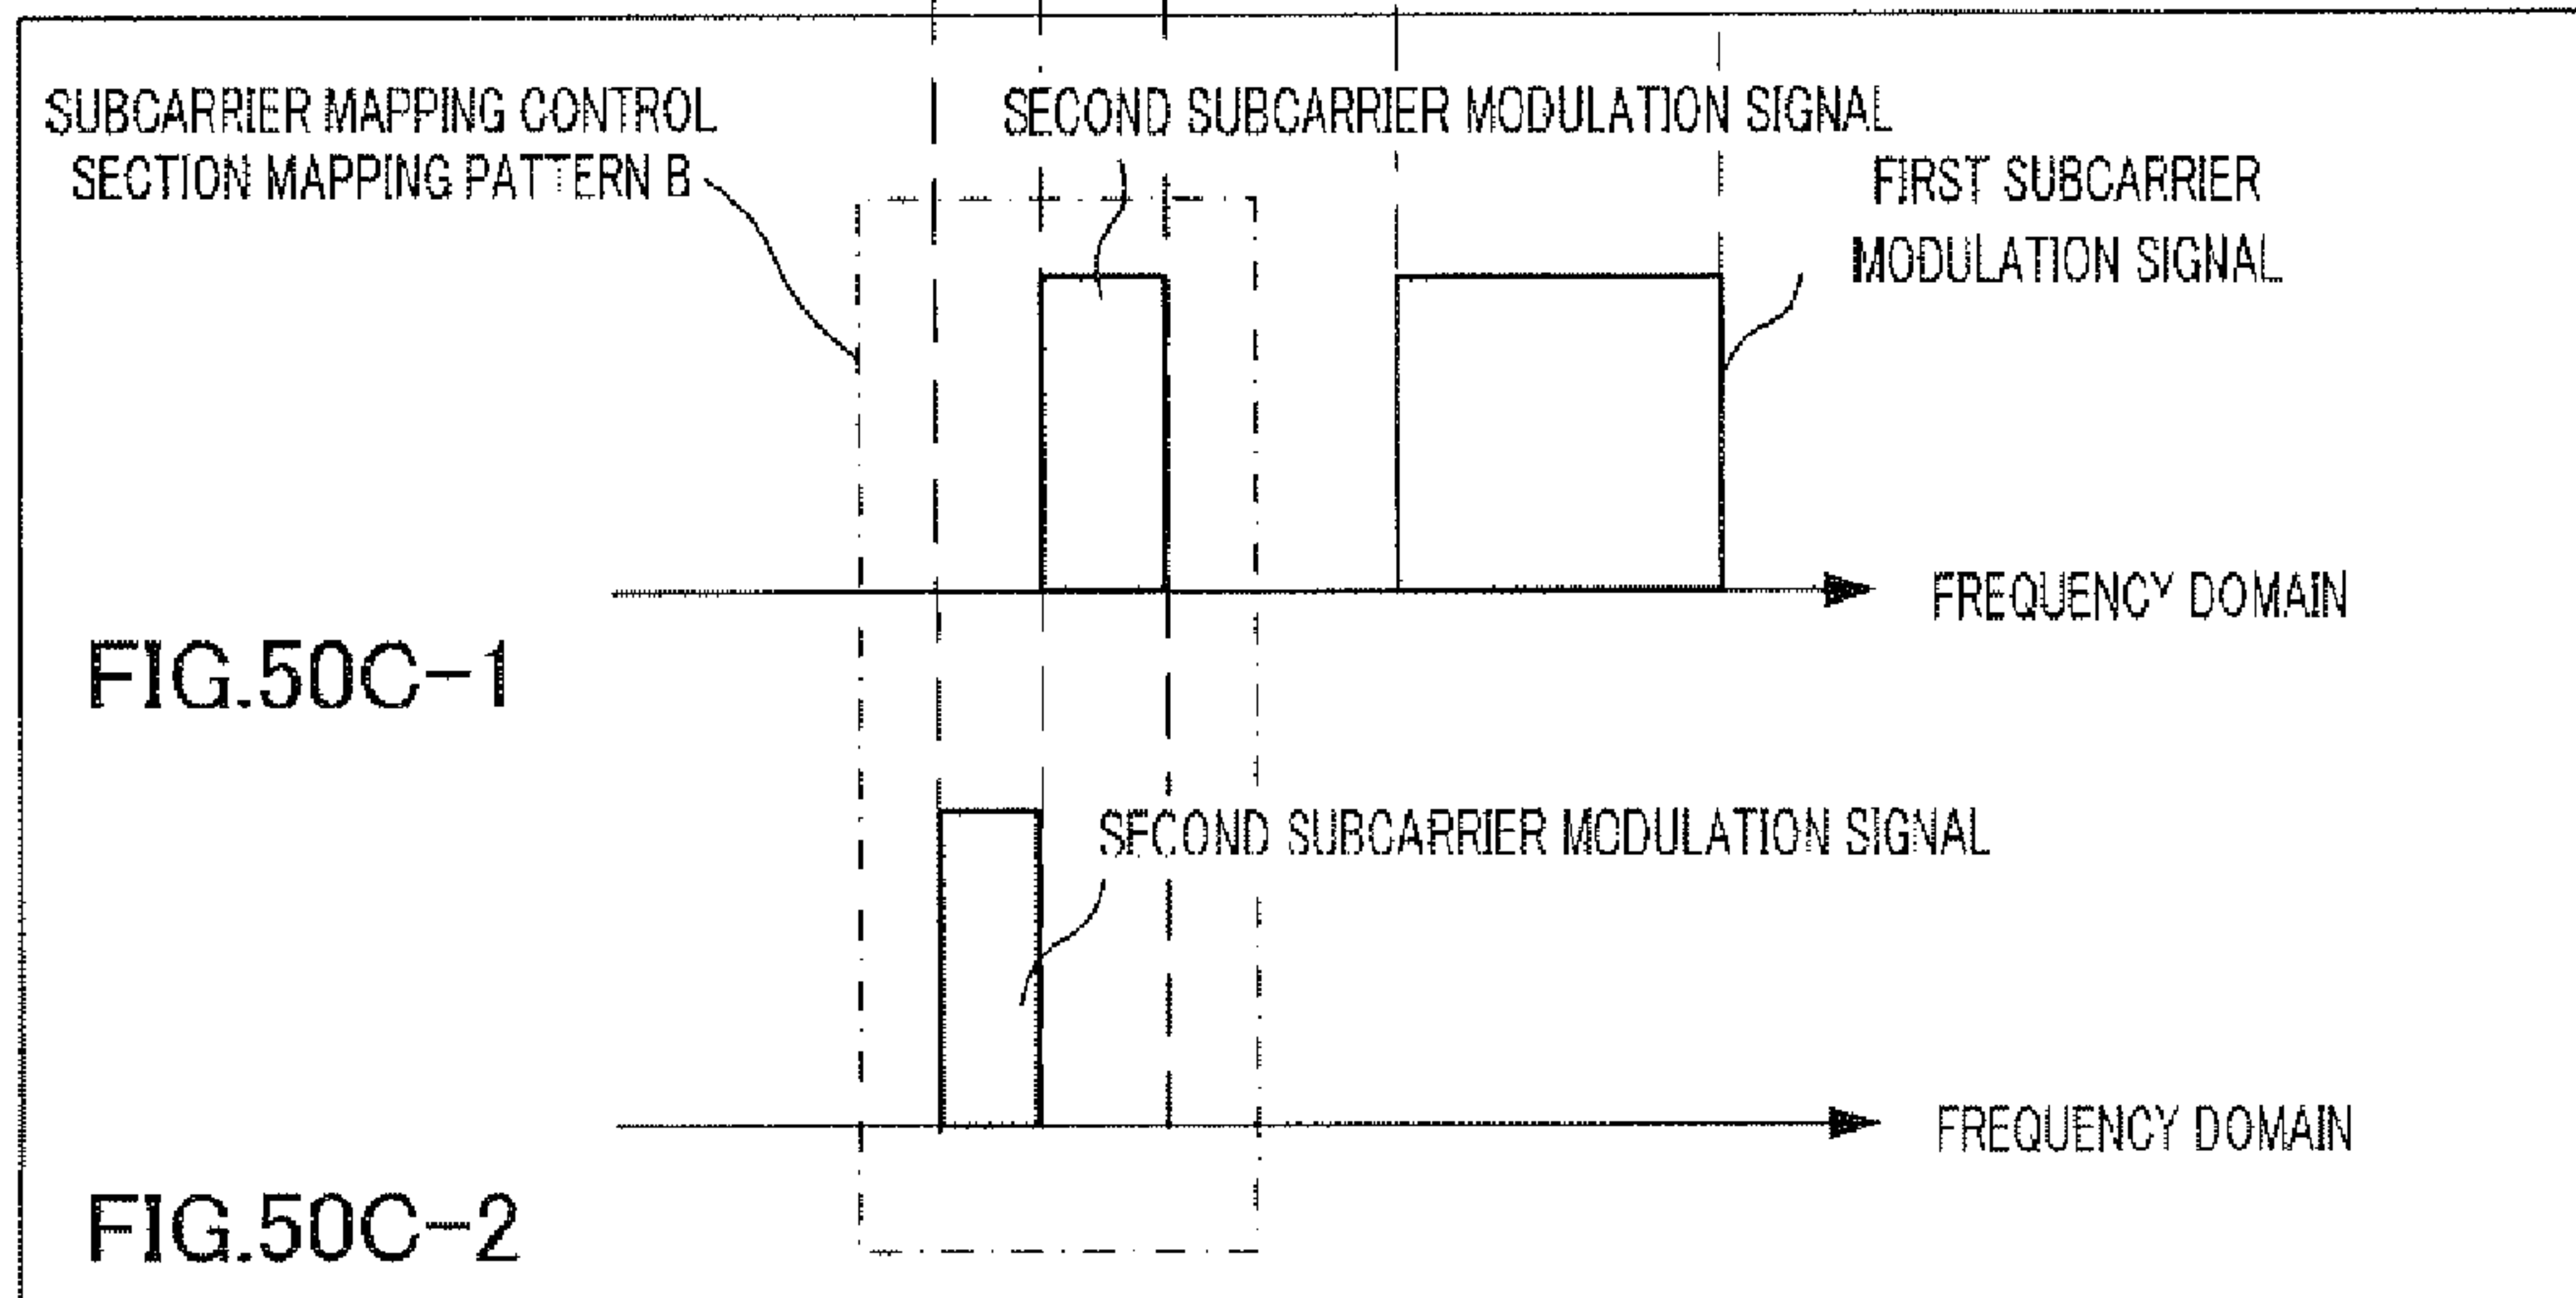 SUBCARRIER MAPPING CONTROL
SECTION MAPPING PATTERN B
SECOND SUBCARRIER MODULATION SIGNAL
FIRST SUBCARRIER
MODULATION SIGNAL
FREQUENCY DOMAIN
FIG.50C-1
SECOND SUBCARRIER MODULATION SIGNAL
FREQUENCY DOMAIN
FIG.50C-2